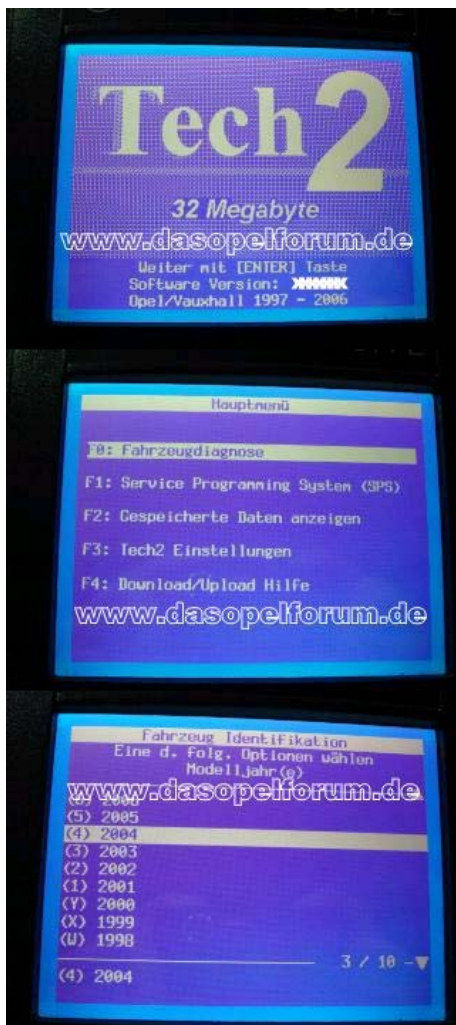 Tech2
32 Megabyte
www.dasopelforum.de
Weiter mit [ENTER] Taste
Software Version:
Opel/Vauxhall 1997 - 2006
Hauptmenü
F0: Fahrzeugdiagnose
F1: Service Programming System (SPS)
F2: Gespeicherte Daten anzeigen
F3: Tech2 Einstellungen
F4: Download/Upload Hilfe
www.dasopelforum.de
Fahrzeug Identifikation
Eine d. folg. Optionen wählen
Modelljahr(e)
www.dasopelforum.de
(5) 2005
(4) 2004
(3) 2003
(2) 2002
(1) 2001
(Y) 2000
(X) 1999
(W) 1998
3 / 10
(4) 2004